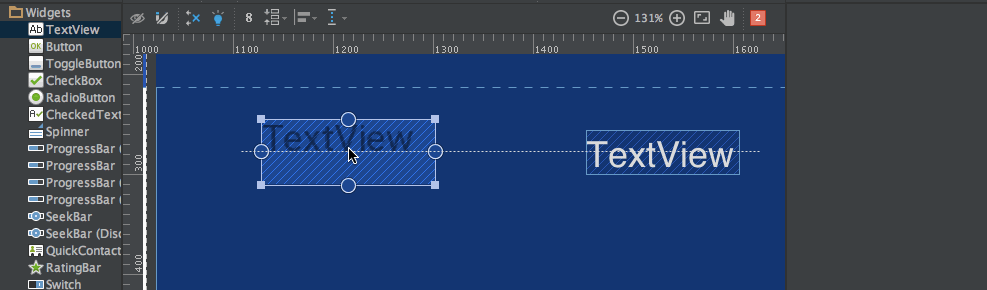 Widgets
Ab TextView
OK Button
ToggleButton
CheckBox
RadioButton
CheckedText
Spinner
ProgressBar (
ProgressBar
ProgressBar (
ProgressBar (
SeekBar
SeekBar (Disc
QuickContact
RatingBar
Switch
8
131%
2
1000 1100 1200 1300 1400 1500 1600
200
300
400
TextView
TextView